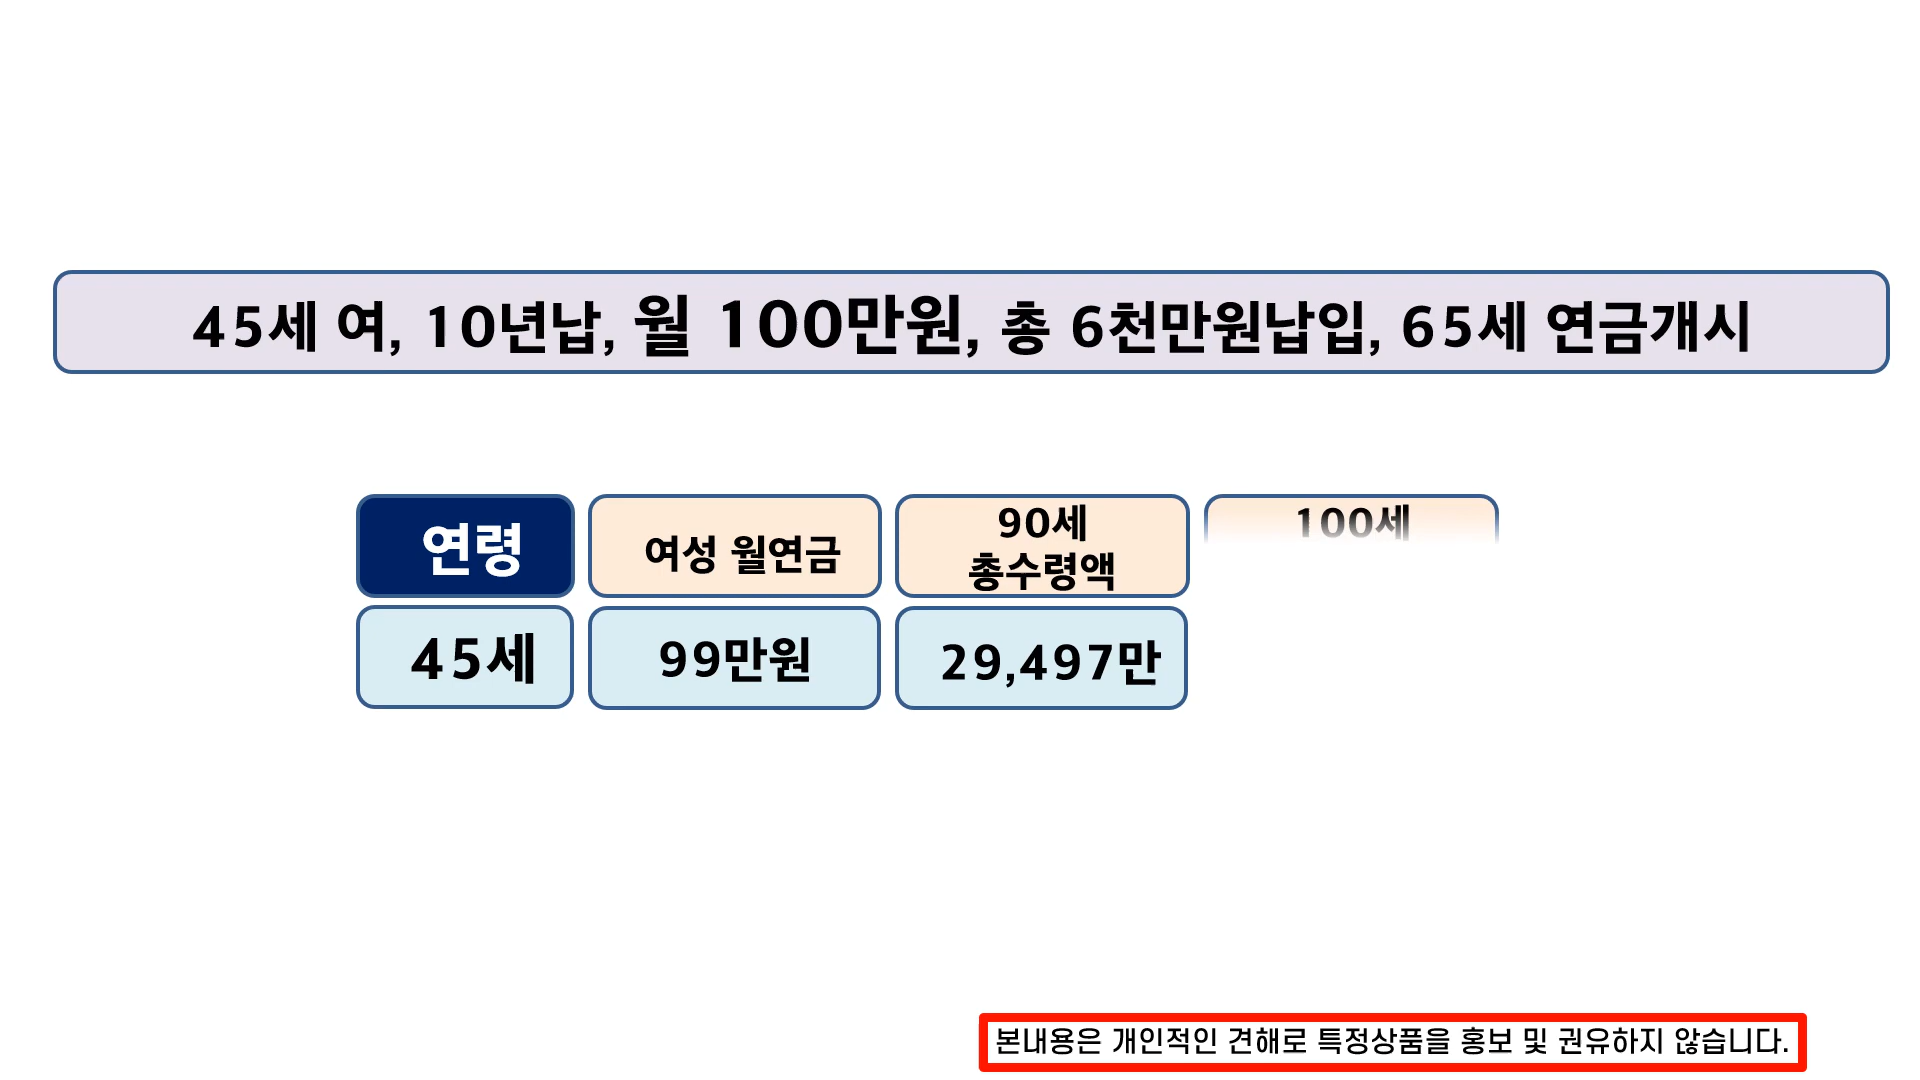 45세 여, 10년납, 월 100만원, 총 6천만원납입, 65세 연금개시
연령
여성 월연금
90세
총수령액
100세
45세
99만원
29,497만
본내용은 개인적인 견해로 특정상품을 홍보 및 권유하지 않습니다.